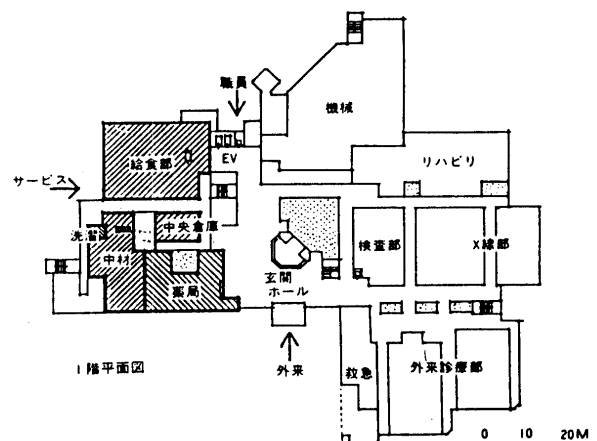 職員
機械
給食部
EV
リハビリ
サービス
中央倉庫
洗濯
中材
検査部
X線部
薬局
玄関
ホール
1階平面図
外来
救急
外来診療部
0 10 20M